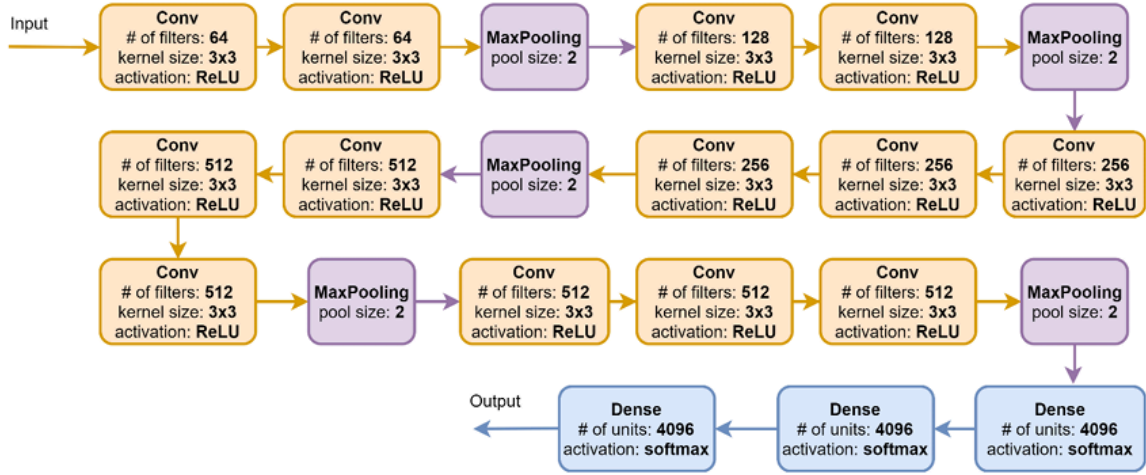 Input
Conv
# of filters: 64
kernel size: 3x3
activation: ReLU
Conv
# of filters: 64
kernel size: 3x3
activation: ReLU
MaxPooling
pool size: 2
Conv
# of filters: 128
kernel size: 3x3
activation: ReLU
Conv
# of filters: 128
kernel size: 3x3
activation: ReLU
MaxPooling
pool size: 2
Conv
# of filters: 256
kernel size: 3x3
activation: ReLU
Conv
# of filters: 256
kernel size: 3x3
activation: ReLU
Conv
# of filters: 256
kernel size: 3x3
activation: ReLU
MaxPooling
pool size: 2
Conv
# of filters: 512
kernel size: 3x3
activation: ReLU
Conv
# of filters: 512
kernel size: 3x3
activation: ReLU
Conv
# of filters: 512
kernel size: 3x3
activation: ReLU
MaxPooling
pool size: 2
Conv
# of filters: 512
kernel size: 3x3
activation: ReLU
Conv
# of filters: 512
kernel size: 3x3
activation: ReLU
Conv
# of filters: 512
kernel size: 3x3
activation: ReLU
MaxPooling
pool size: 2
Dense
# of units: 4096
activation: softmax
Dense
# of units: 4096
activation: softmax
Dense
# of units: 4096
activation: softmax
Output